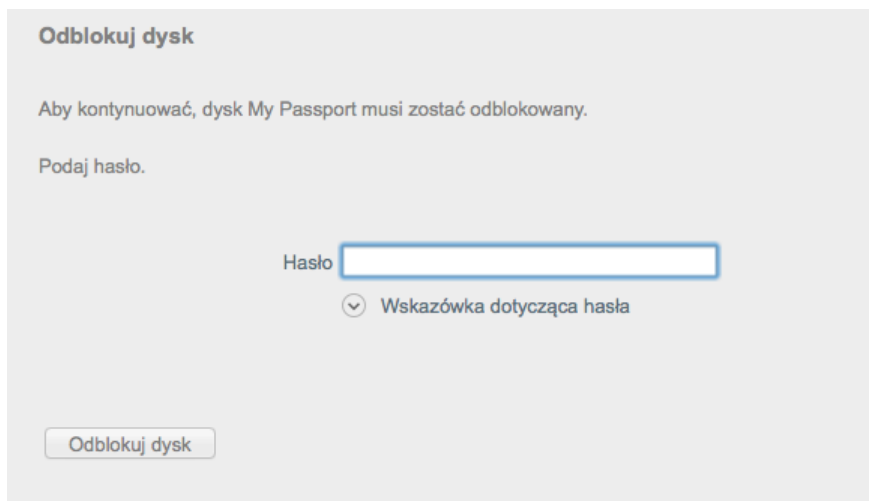 Odblokuj dysk
Aby kontynuować, dysk My Passport musi zostać odblokowany.
Podaj hasło.
Hasło
Wskazówka dotycząca hasła
Odblokuj dysk